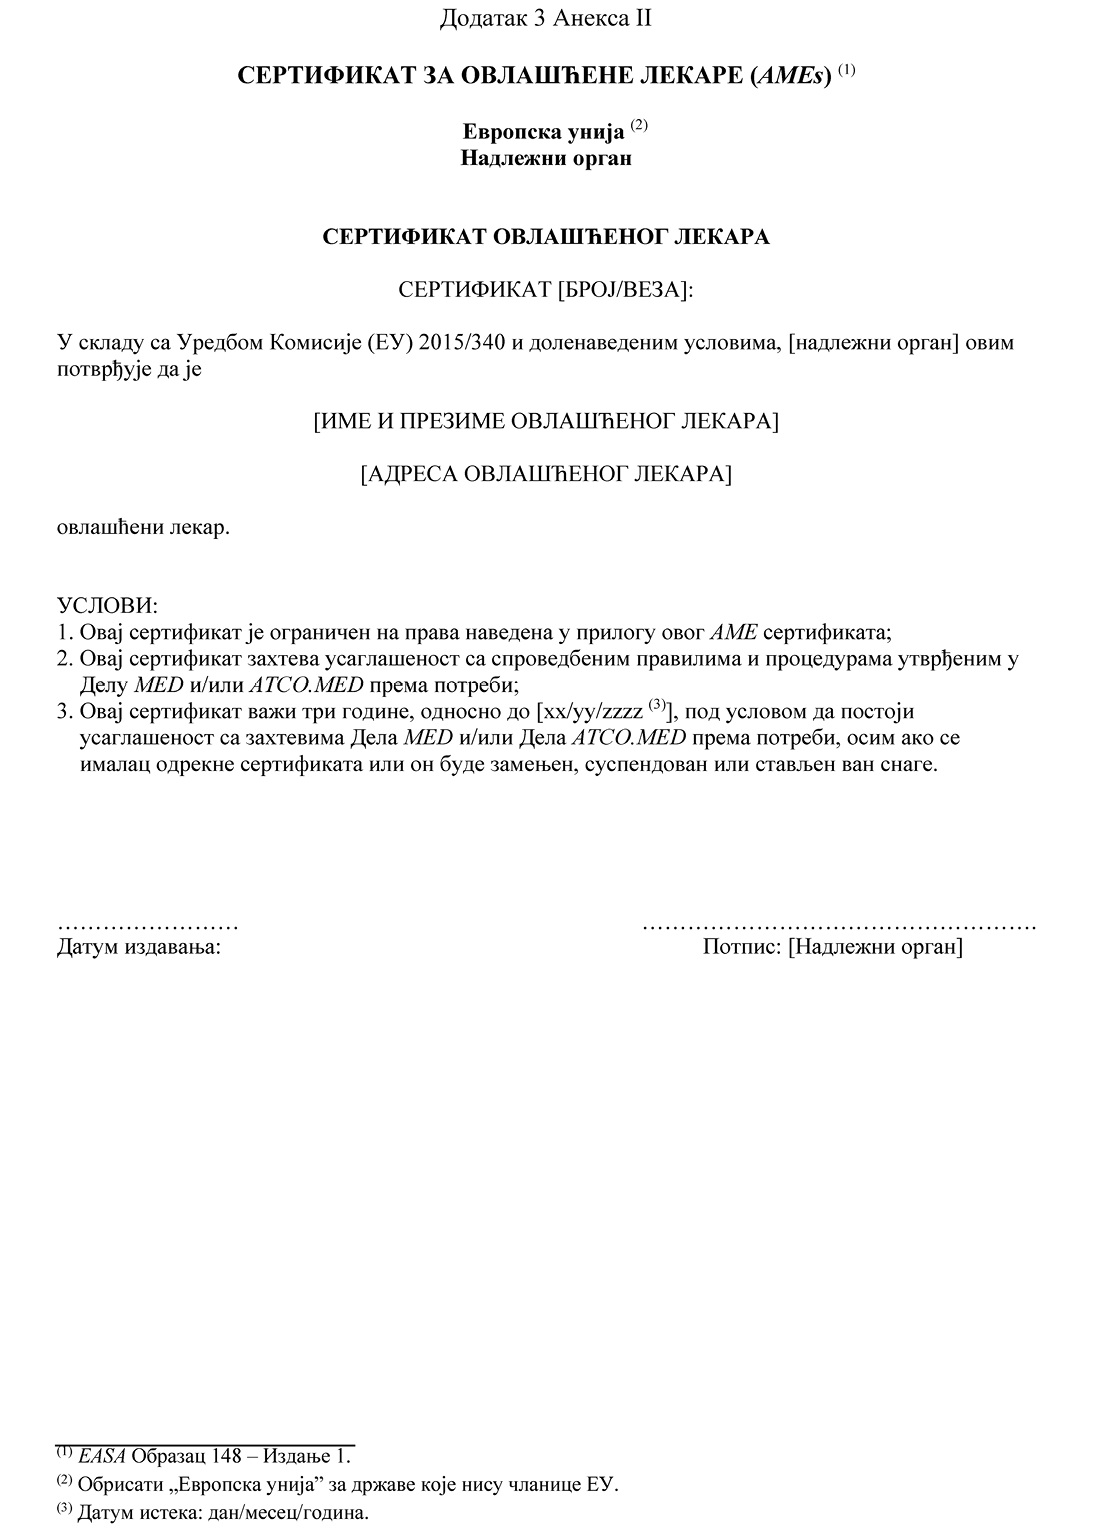 Додатак 3 Анекса II
СЕРТИФИКАТ ЗА ОВЛАШЋЕНЕ ЛЕКАРЕ (AMEs) (1)
Европска унија (2)
Надлежни орган
СЕРТИФИКАТ ОВЛАШЋЕНОГ ЛЕКАРА
СЕРТИФИКАТ [БРОЈ/ВЕЗА]:
У складу са Уредбом Комисије (ЕУ) 2015/340 и доленаведеним условима, [надлежни орган] овим
потврђује да је
[ИМЕ И ПРЕЗИМЕ ОВЛАШЋЕНОГ ЛЕКАРА]
[АДРЕСА ОВЛАШЋЕНОГ ЛЕКАРА]
овлашћени лекар.
УСЛОВИ:
1. Овај сертификат је ограничен на права наведена у прилогу овог AME сертификата;
2. Овај сертификат захтева усаглашеност са спроведбеним правилима и процедурама утврђеним у
Делу MED и/или ATCO.MED према потреби;
3. Овај сертификат важи три године, односно до [xx/yy/zzzz (3)], под условом да постоји
усаглашеност са захтевима Дела MED и/или Дела ATCO.MED према потреби, осим ако се
ималац одрекне сертификата или он буде замењен, суспендован или стављен ван снаге.
…………………… …………………………………………….
Датум издавања: Потпис: [Надлежни орган]
(1) EASA Образац 148 – Издање 1.
(2) Обрисати „Европска унија” за државе које нису чланице ЕУ.
(3) Датум истека: дан/месец/година.